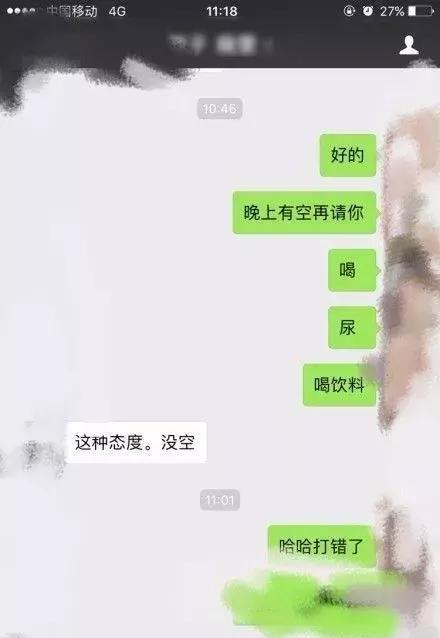 中国移动 4G 11:18 27%
10:46
好的
晚上有空再请你
喝
尿
喝饮料
这种态度。没空
11:01
哈哈打错了